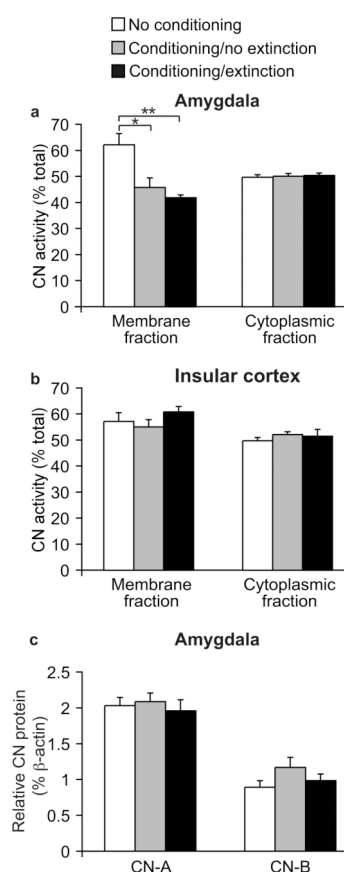 No conditioning
Conditioning/no extinction
Conditioning/extinction
a
Amygdala
**
*
CN activity (% total)
70
60
50
40
30
20
10
0
Membrane
fraction
Cytoplasmic
fraction
b
Insular cortex
CN activity (% total)
70
60
50
40
30
20
10
0
Membrane
fraction
Cytoplasmic
fraction
c
Amygdala
Relative CN protein
(% β-actin)
2.5
2
1.5
1
0.5
0
CN-A
CN-B